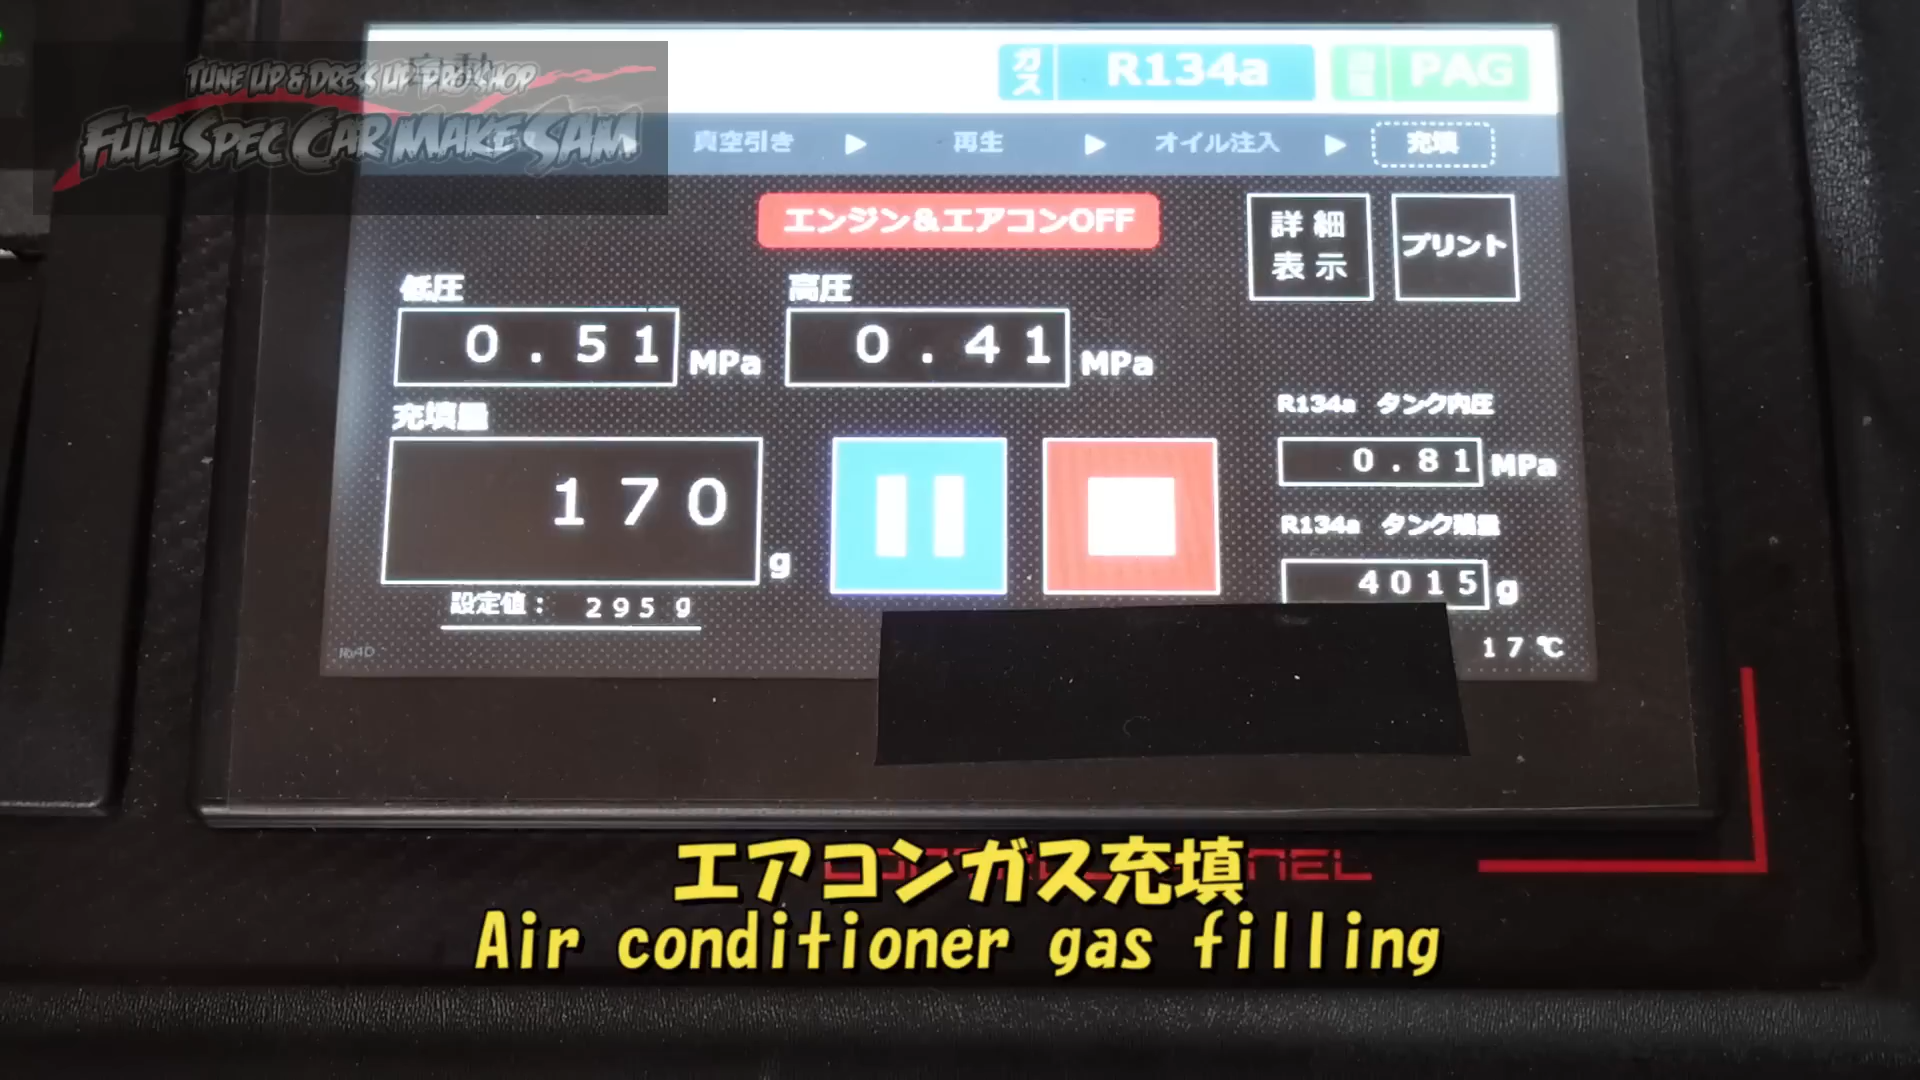 TUNE UP & DRESS UP PRO SHOP
FULL SPEC CAR MAKE SAM
自動
ガス R134a PAG
真空引き ▶ 再生 ▶ オイル注入 ▶ 充填
エンジン&エアコンOFF
詳細表示
プリント
低圧
0.51 MPa
高圧
0.41 MPa
充填量
170 g
設定値: 295 g
R134a タンク内圧
0.81 MPa
R134a タンク残量
4015 g
17℃
No40
エアコンガス充填
Air conditioner gas filling